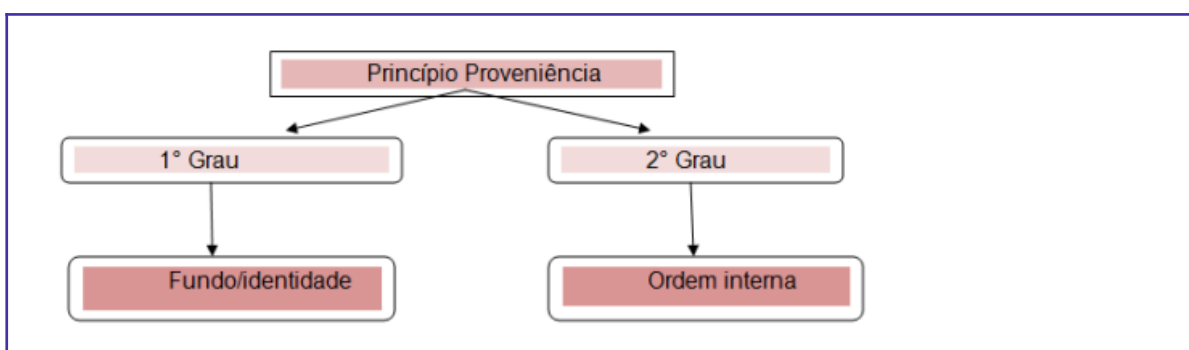 Princípio Proveniência
1° Grau
2° Grau
Fundo/identidade
Ordem interna